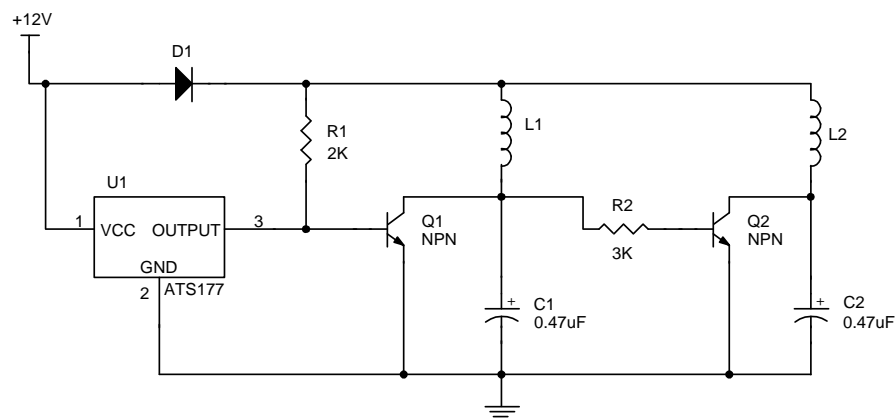 +12V
D1
R1
2K
L1
L2
U1
1
VCC
OUTPUT
3
GND
2
ATS177
Q1
NPN
R2
3K
Q2
NPN
+
C1
0.47uF
+
C2
0.47uF